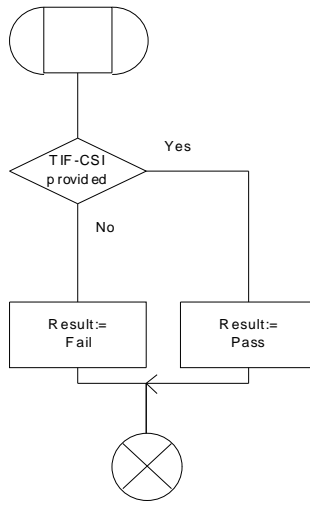 TIF-CSI
provided
Yes
No
Result:=
Fail
Result:=
Pass